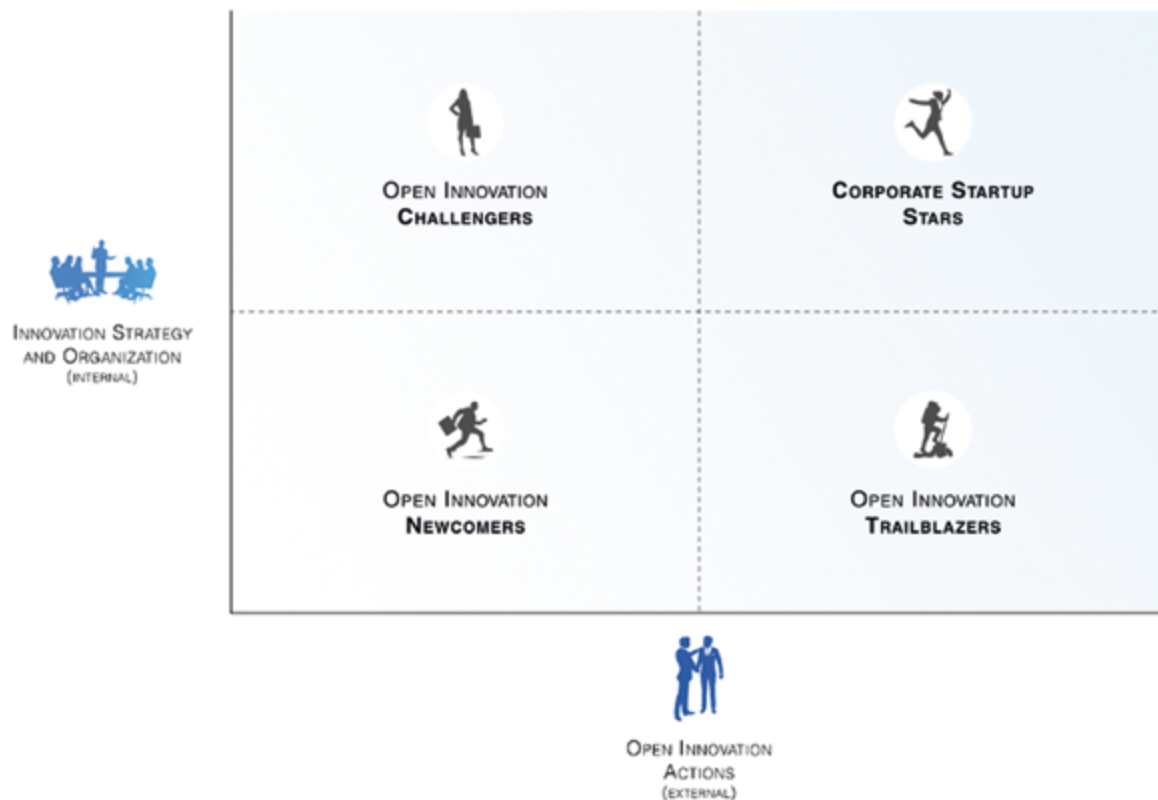 Open Innovation
Challengers
Corporate Startup
Stars
Innovation Strategy
and Organization
(internal)
Open Innovation
Newcomers
Open Innovation
Trailblazers
Open Innovation
Actions
(external)